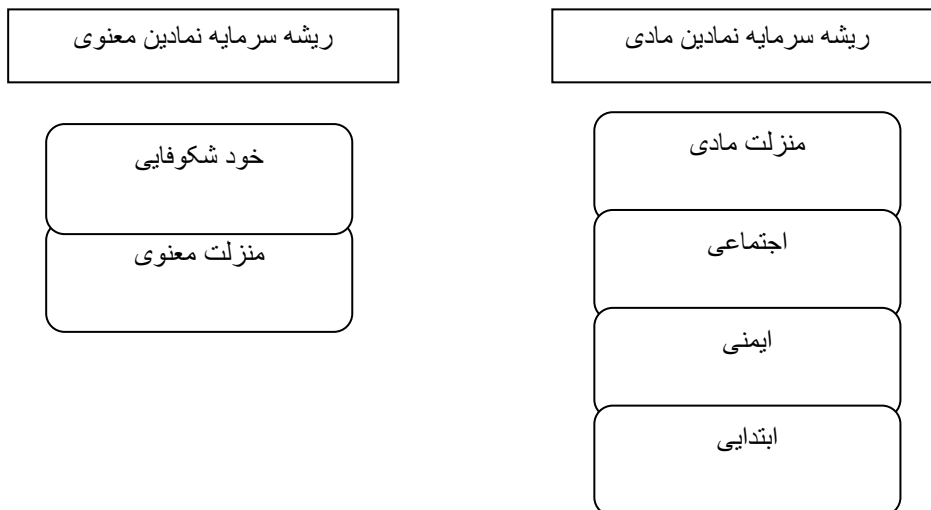 ریشه سرمایه نمادین مادی
منزلت مادی
اجتماعی
ایمنی
ابتدایی
ریشه سرمایه نمادین معنوی
خود شکوفایی
منزلت معنوی